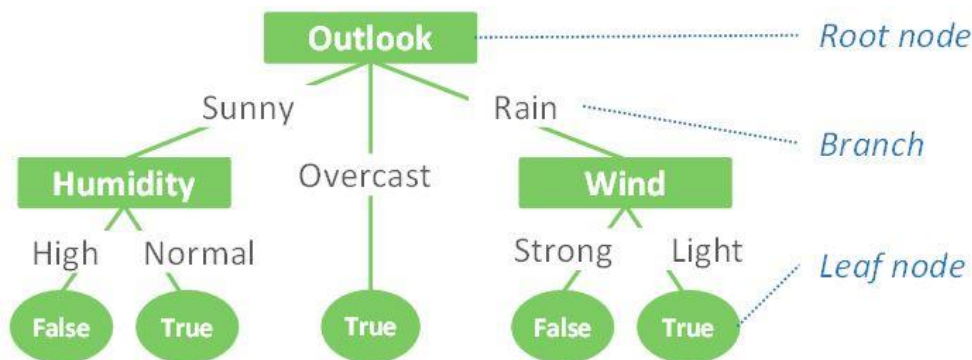 Outlook
Root node
Sunny
Rain
Branch
Humidity
Overcast
Wind
High
Normal
Strong
Light
Leaf node
False
True
True
False
True